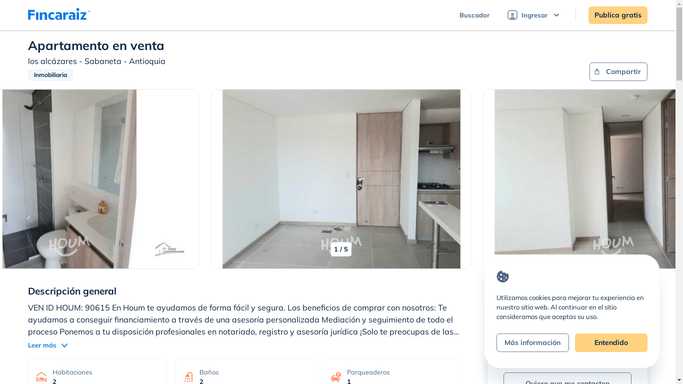 Fincaraiz
Buscador
Ingresar
Publica gratis
Apartamento en venta
los alcázares - Sabaneta - Antioquia
Inmobiliaria
Compartir
HOUM
HOUM
HOUM
1 / 5
Descripción general
VEN ID HOUM: 90615 En Houm te ayudamos de forma fácil y segura. Los beneficios de comprar con nosotros: Te
ayudamos a conseguir financiamiento a través de una asesoría personalizada Mediación y seguimiento de todo el
proceso Ponemos a tu disposición profesionales en notariado, registro y asesoría jurídica ¡Solo te preocupas de las...
Leer más
Habitaciones
2
Baños
2
Parqueaderos
1
Utilizamos cookies para mejorar tu experiencia en
nuestro sitio web. Al continuar en el sitio
consideramos que aceptas su uso.
Más información
Entendido
Quiero que me contacten